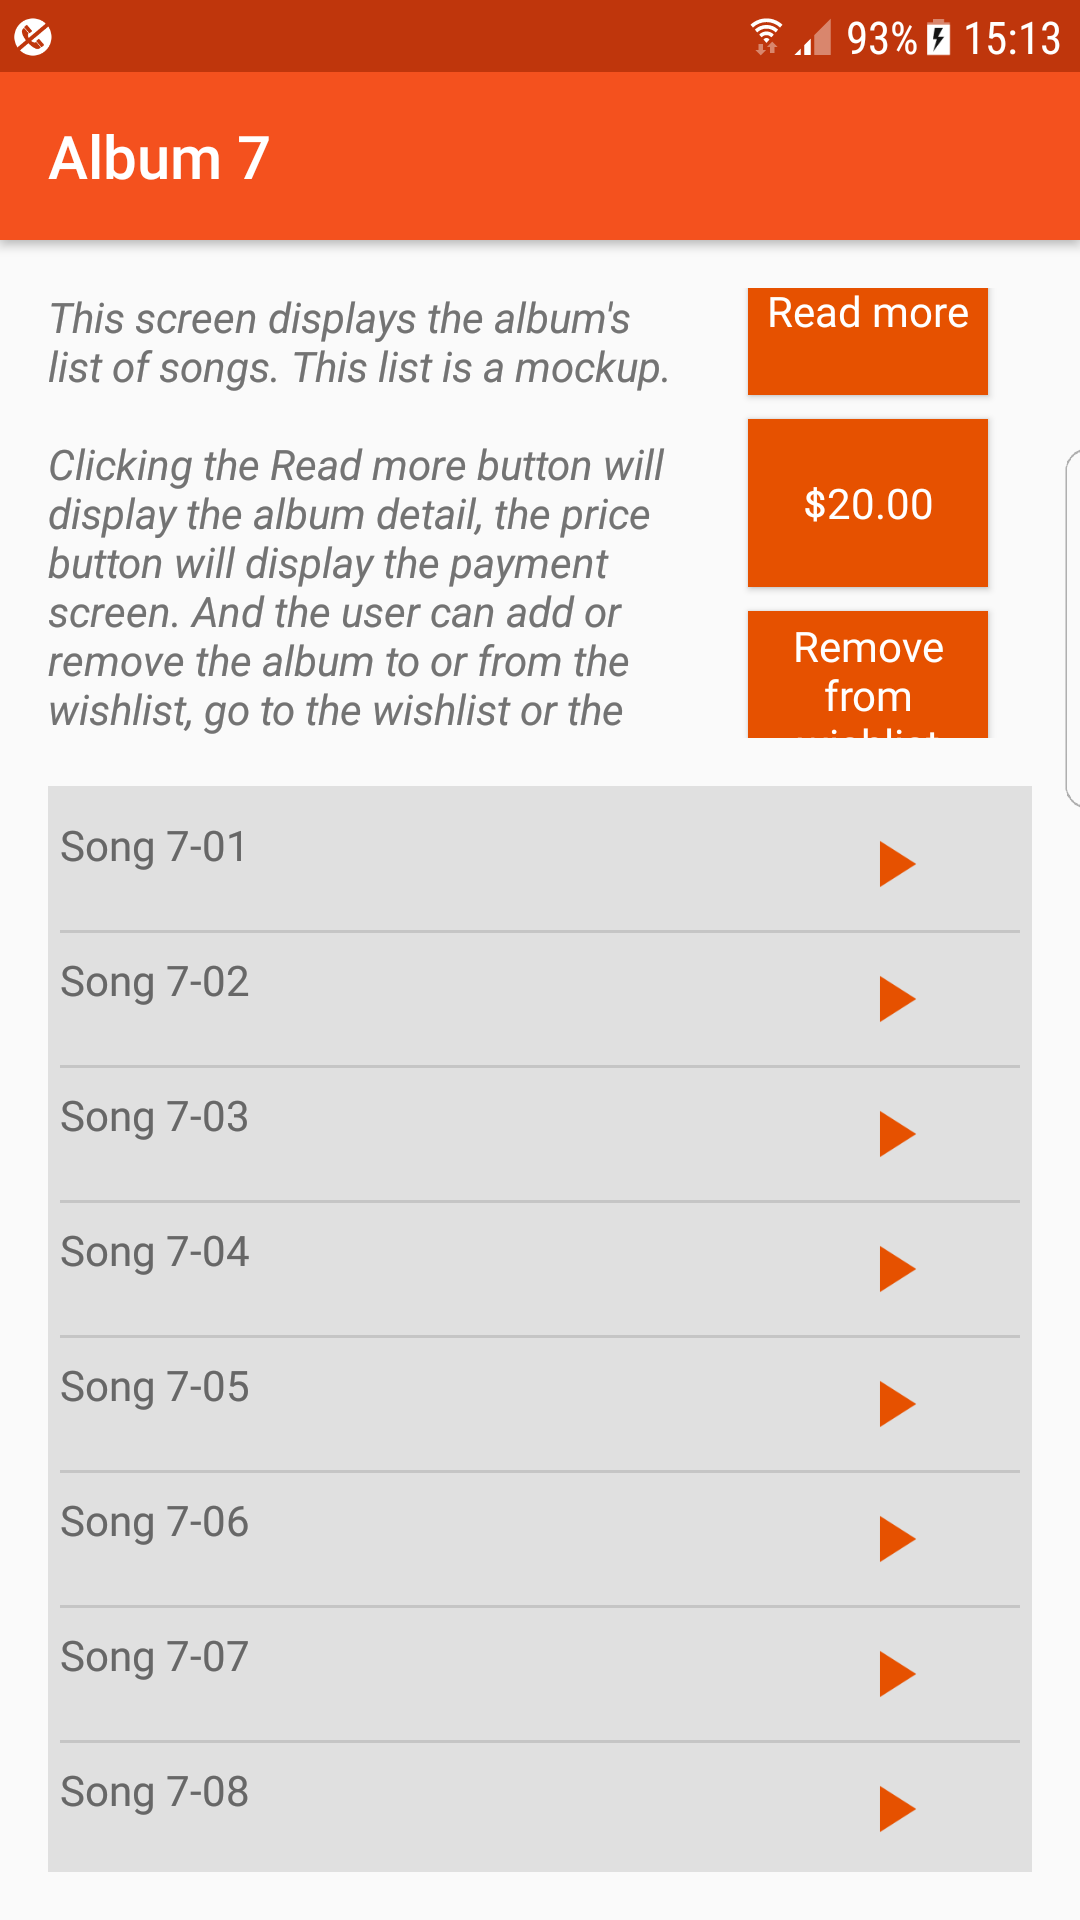 93% 15:13
Album 7
This screen displays the album's
list of songs. This list is a mockup.
Clicking the Read more button will
display the album detail, the price
button will display the payment
screen. And the user can add or
remove the album to or from the
wishlist, go to the wishlist or the
Read more
$20.00
Remove
from
Song 7-01
Song 7-02
Song 7-03
Song 7-04
Song 7-05
Song 7-06
Song 7-07
Song 7-08